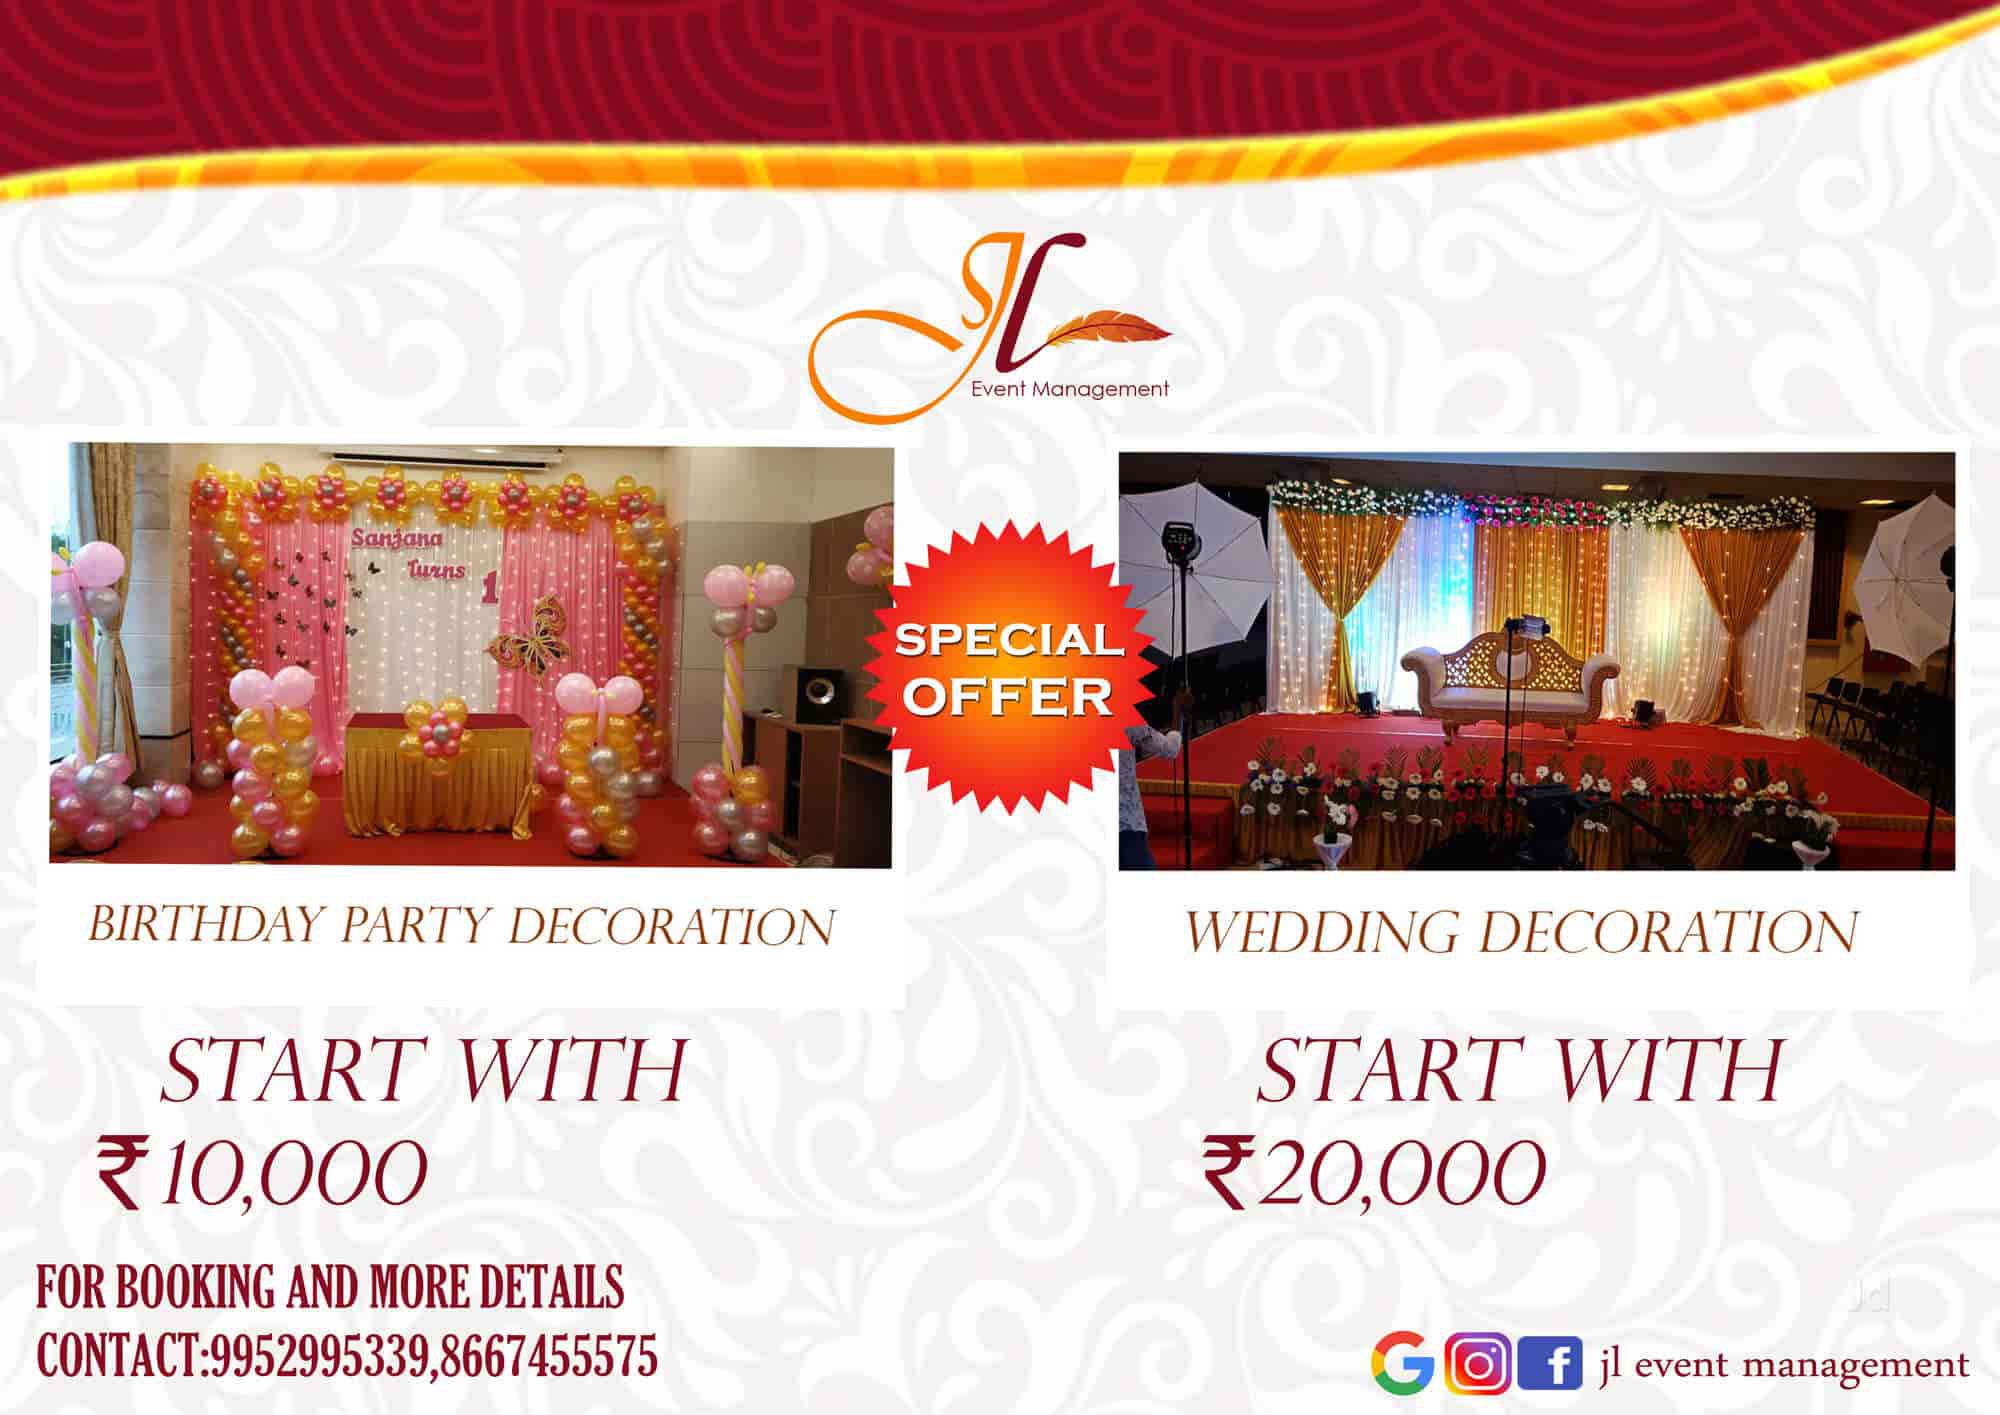 Jl
Event Management
Sanjana
Turns
1
SPECIAL
OFFER
BIRTHDAY PARTY DECORATION
WEDDING DECORATION
START WITH
₹10,000
START WITH
₹20,000
FOR BOOKING AND MORE DETAILS
CONTACT:9952995339,8667455575
Jd
jl event management